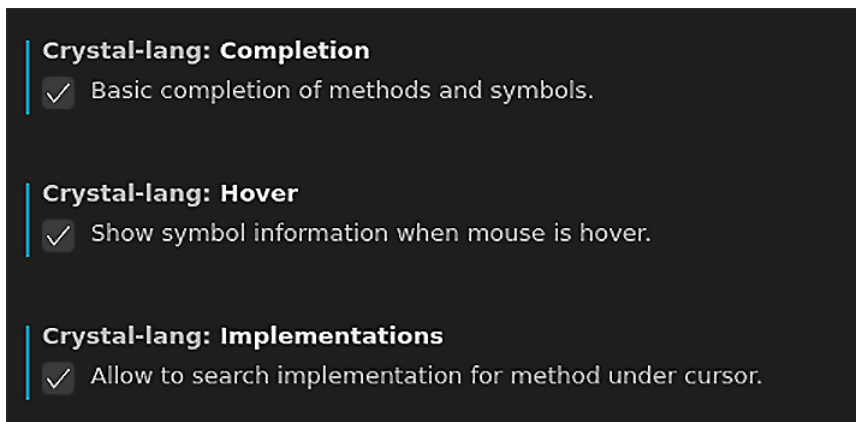 Crystal-lang: Completion
Basic completion of methods and symbols.
Crystal-lang: Hover
Show symbol information when mouse is hover.
Crystal-lang: Implementations
Allow to search implementation for method under cursor.